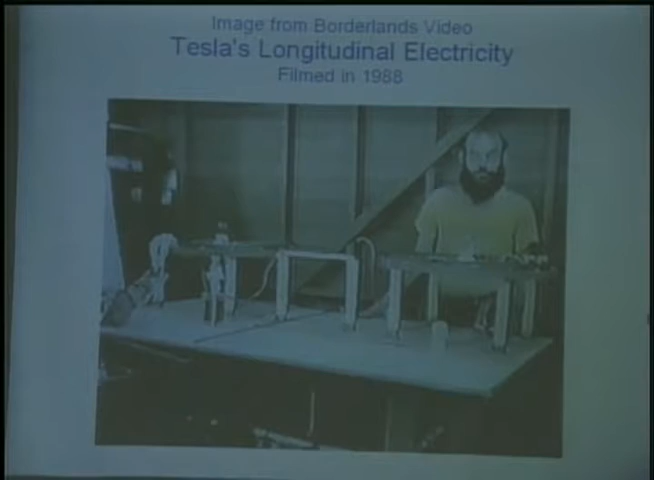 Image from Borderlands Video
Tesla's Longitudinal Electricity
Filmed in 1988